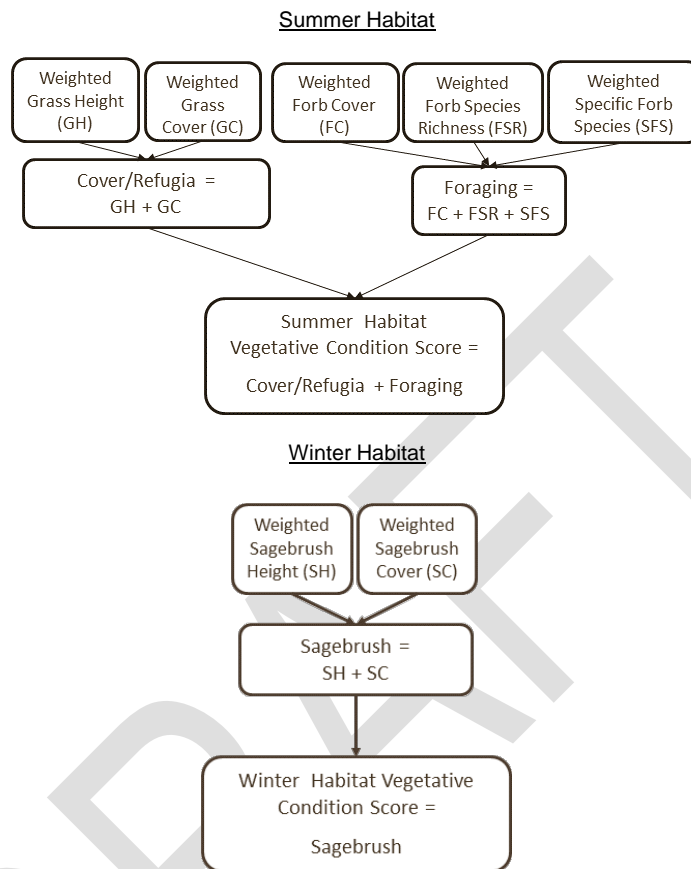 Summer Habitat
Weighted
Grass Height
(GH)
Weighted
Grass
Cover (GC)
Weighted
Forb Cover
(FC)
Weighted
Forb Species
Richness (FSR)
Weighted
Specific Forb
Species (SFS)
Cover/Refugia =
GH + GC
Foraging =
FC + FSR + SFS
Summer Habitat
Vegetative Condition Score =
Cover/Refugia + Foraging
Winter Habitat
Weighted
Sagebrush
Height (SH)
Weighted
Sagebrush
Cover (SC)
Sagebrush =
SH + SC
Winter Habitat Vegetative
Condition Score =
Sagebrush
DRAFT